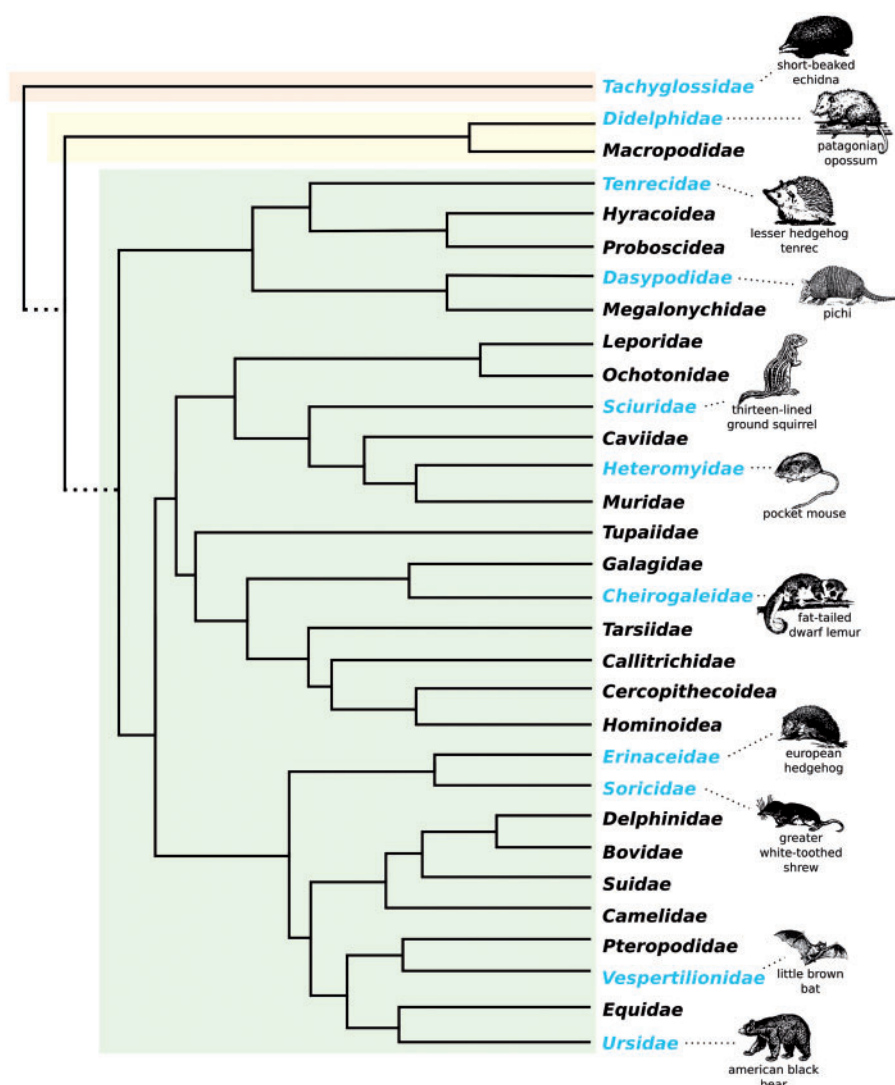 short-beaked
echidna
Tachyglossidae
Didelphidae
patagonian
opossum
Macropodidae
Tenrecidae
Hyracoidea
lesser hedgehog
tenrec
Proboscidea
Dasypodidae
Megalonychidae
pichi
Leporidae
Ochotonidae
Sciuridae
thirteen-lined
ground squirrel
Caviidae
Heteromyidae
Muridae
pocket mouse
Tupaiidae
Galagidae
Cheirogaleidae
fat-tailed
dwarf lemur
Tarsiidae
Callitrichidae
Cercopithecoidea
Hominoidea
Erinaceidae
european
hedgehog
Soricidae
Delphinidae
greater
white-toothed
shrew
Bovidae
Suidae
Camelidae
Pteropodidae
Vespertilionidae
little brown
bat
Equidae
Ursidae
american black
bear